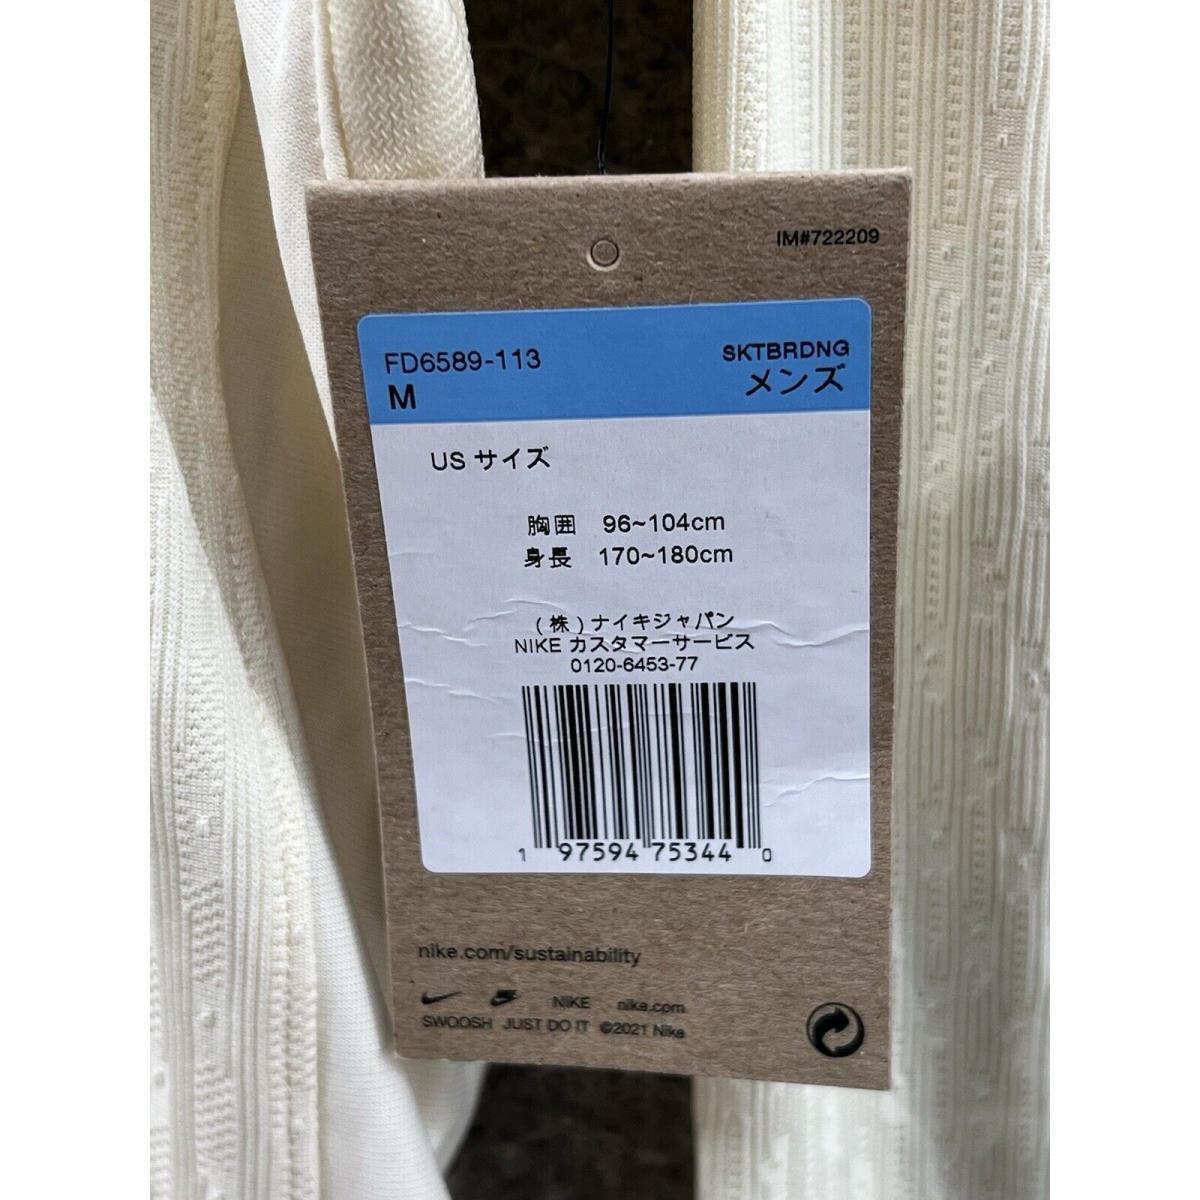 IM#722209
FD6589-113
SKTBRDNG
M
メンズ
US サイズ
胸囲 96~104cm
身長 170~180cm
(株)ナイキジャパン
NIKE カスタマーサービス
0120-6453-77
1 97594 75344 0
nike.com/sustainability
NIKE nike.com
SWOOSH JUST DO IT ©2021 Nike